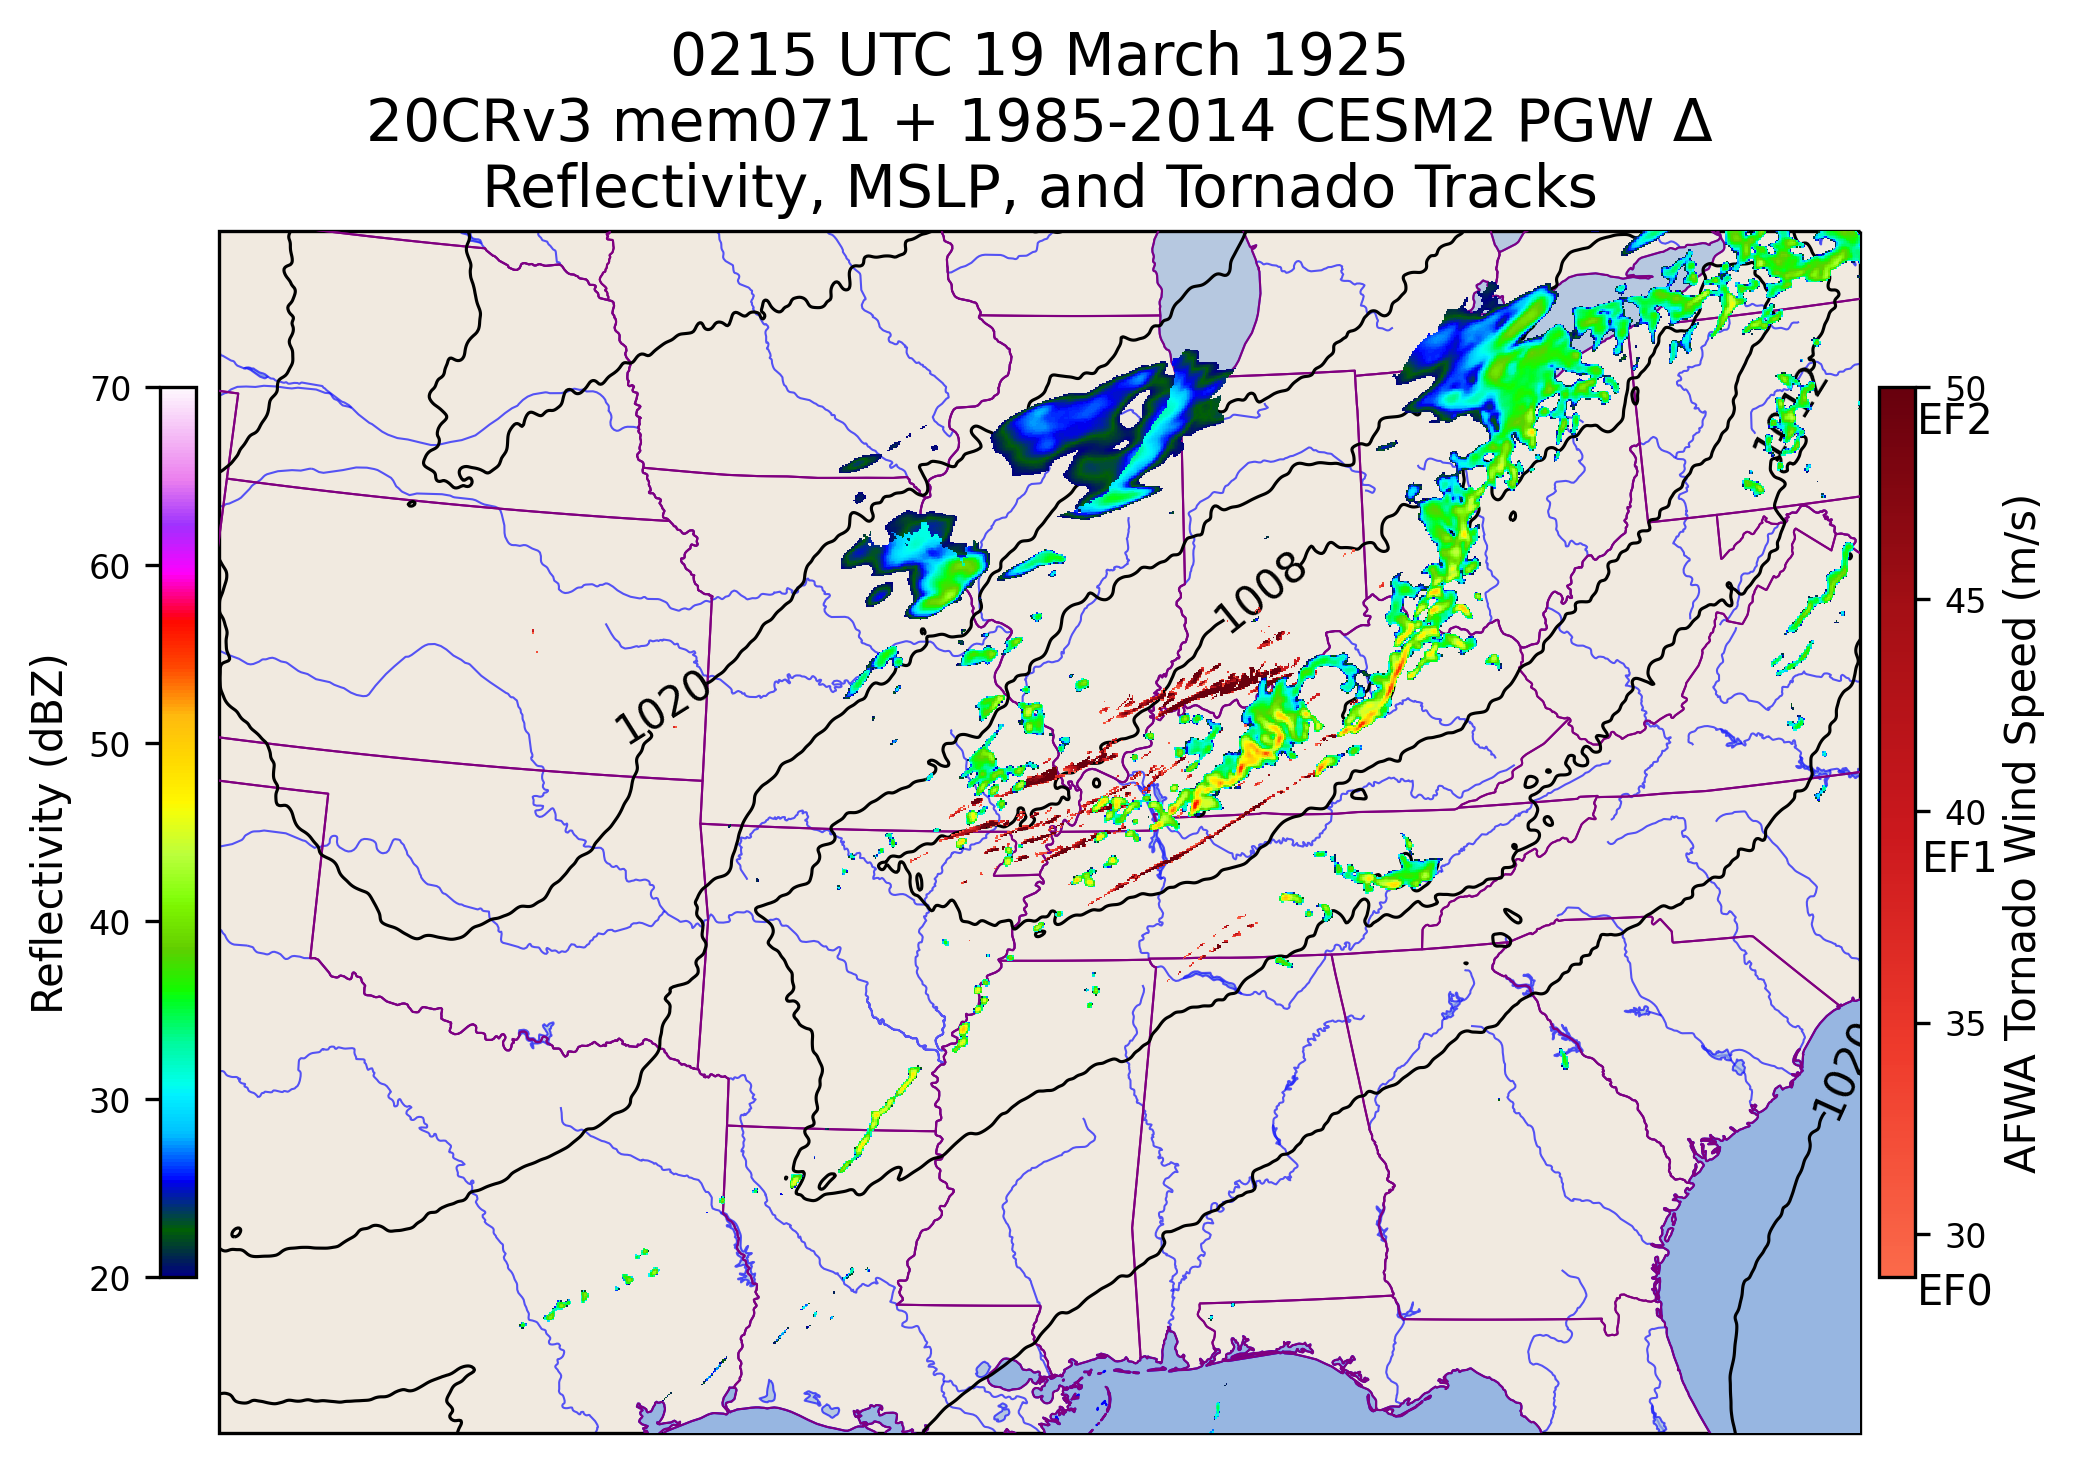 0215 UTC 19 March 1925
20CRv3 mem071 + 1985-2014 CESM2 PGW Δ
Reflectivity, MSLP, and Tornado Tracks
70
60
50
40
30
20
Reflectivity (dBZ)
1012
1008
1020
1020
50
EF2
45
40
EF1
35
30
EF0
AFWA Tornado Wind Speed (m/s)